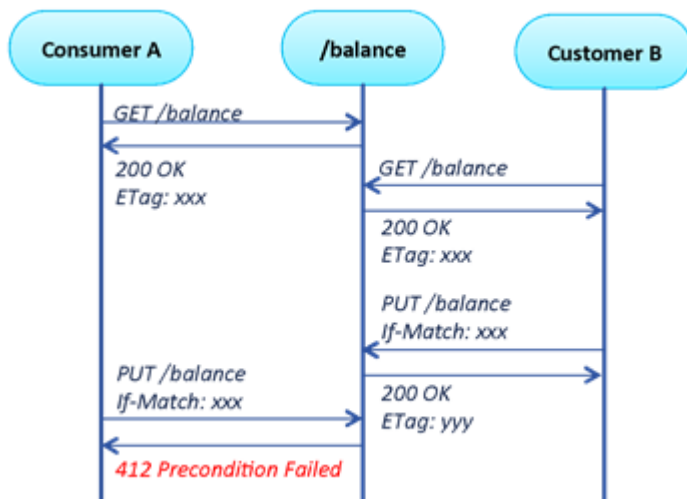 Consumer A
/balance
Customer B
GET /balance
200 OK
ETag: xxx
GET /balance
200 OK
ETag: xxx
PUT /balance
If-Match: xxx
PUT /balance
If-Match: xxx
200 OK
ETag: yyy
412 Precondition Failed